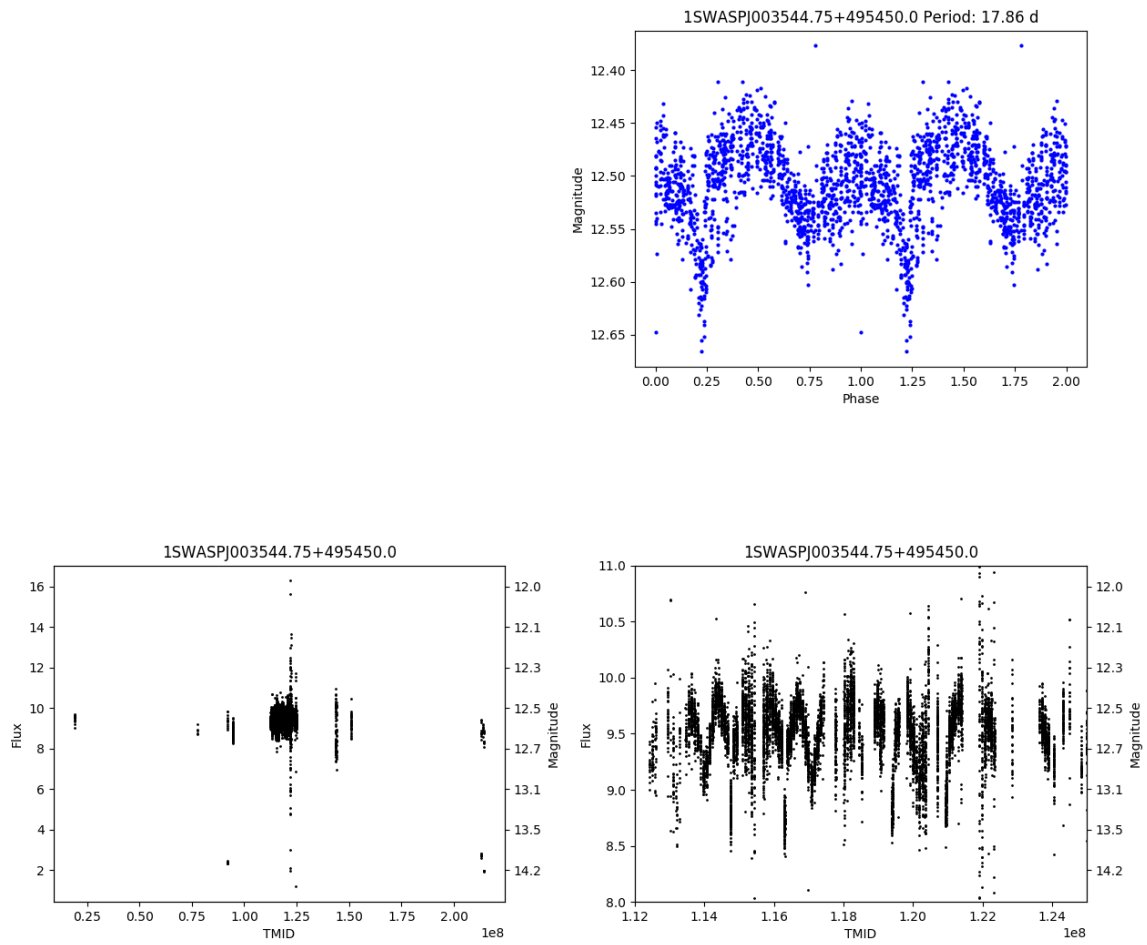 1SWASPJ003544.75+495450.0 Period: 17.86 d
Magnitude
12.40
12.45
12.50
12.55
12.60
12.65
0.00 0.25 0.50 0.75 1.00 1.25 1.50 1.75 2.00
Phase
1SWASPJ003544.75+495450.0
Flux
16
14
12
10
8
6
4
2
12.0
12.1
12.3
12.5
12.7
13.1
13.5
14.2
Magnitude
0.25 0.50 0.75 1.00 1.25 1.50 1.75 2.00
TMID
1e8
1SWASPJ003544.75+495450.0
Flux
11.0
10.5
10.0
9.5
9.0
8.5
8.0
12.0
12.1
12.3
12.5
12.7
13.1
13.5
14.2
Magnitude
1.12 1.14 1.16 1.18 1.20 1.22 1.24
TMID
1e8